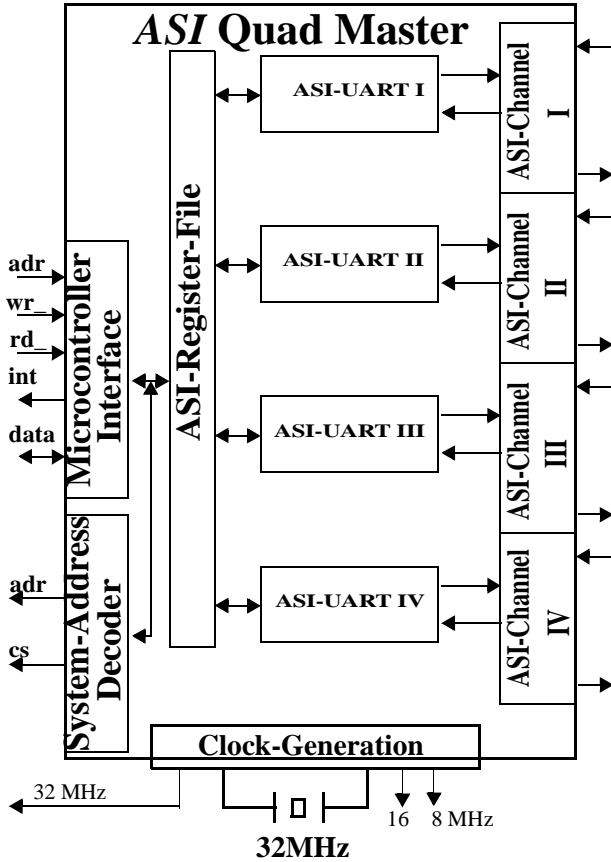 ASI Quad Master
ASI-UART I
ASI-Channel
I
ASI-Register-File
ASI-UART II
ASI-Channel
II
adr
wr_
rd_
int
data
Microcontroller
Interface
ASI-UART III
ASI-Channel
III
adr
cs
System-Address
Decoder
ASI-UART IV
ASI-Channel
IV
Clock-Generation
32 MHz
16
8 MHz
32MHz